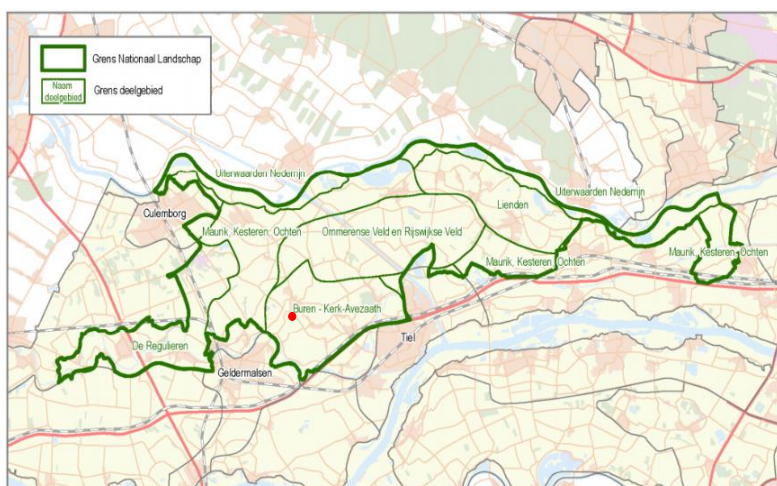 Grens Nationaal Landschap
Naam
deelgebied
Grens deelgebied
Uiterwaarden Nederrijn
Uiterwaarden Nederrijn
Lienden
Culemborg
Maurik, Kesteren, Ochten
Ommerense Veld en Rijswijkse Veld
Maurik, Kesteren, Ochten
Maurik, Kesteren, Ochten
Buren - Kerk-Avezaath
De Regulieren
Tiel
Geldermalsen